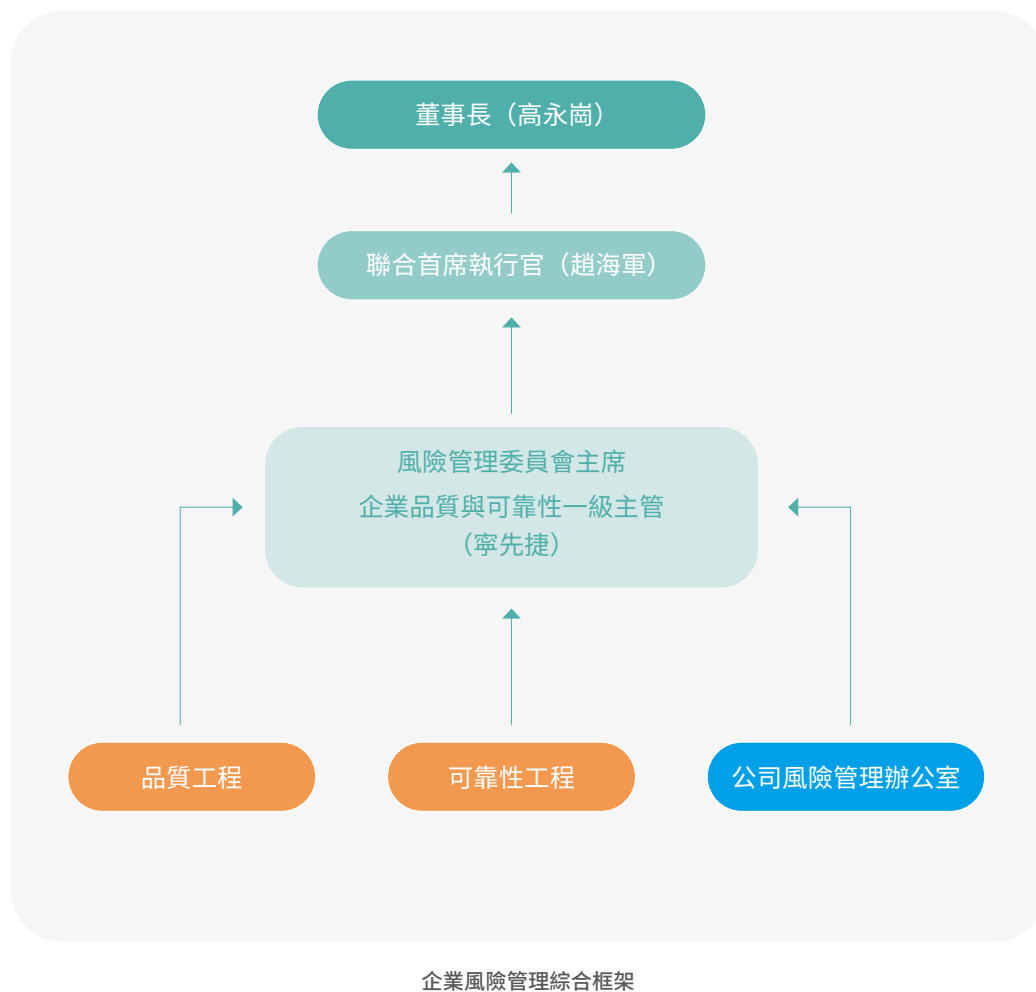 董事長（高永崗）
聯合首席執行官（趙海軍）
風險管理委員會主席
企業品質與可靠性一級主管
（寧先捷）
品質工程
可靠性工程
公司風險管理辦公室
企業風險管理綜合框架